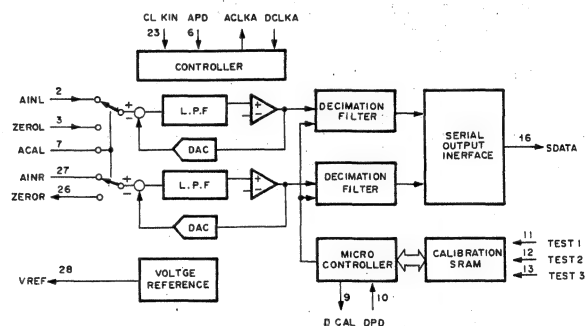 CLKIN APD ACLKA DCLKA
23 6
CONTROLLER
AINL 2
ZEROL 3
ACAL 7
AINR 27
ZEROR 26
+
−
L.P.F
+
−
DAC
+
−
L.P.F
+
−
DAC
DECIMATION
FILTER
DECIMATION
FILTER
SERIAL
OUTPUT
INERFACE
16 SDATA
MICRO
CONTROLLER
CALIBRATION
SRAM
11 TEST 1
12 TEST 2
13 TEST 3
VREF 28
VOLTGE
REFERENCE
9 10
D CAL DPD